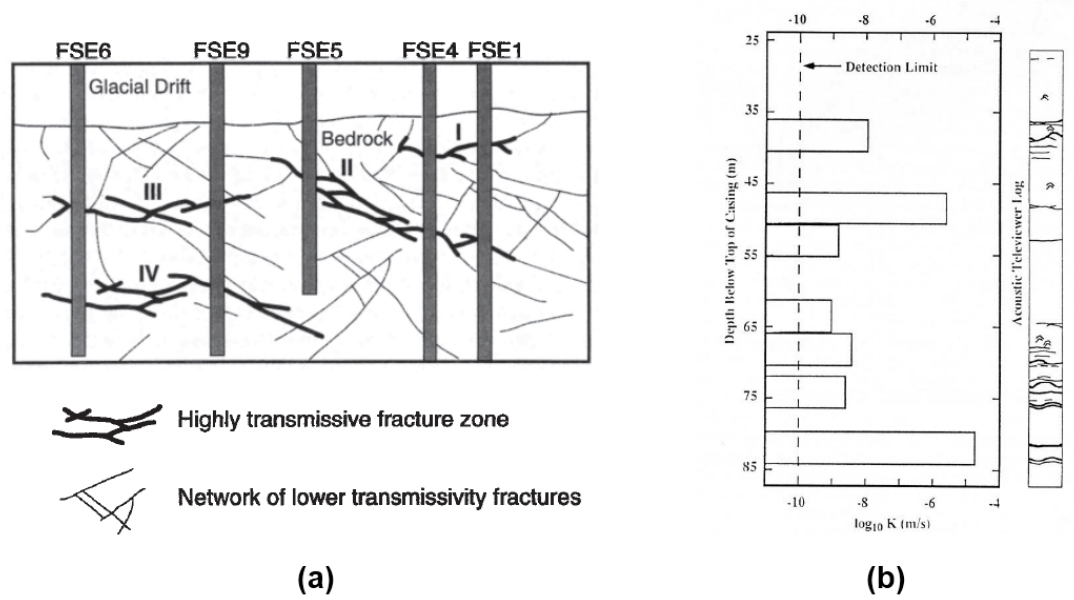 FSE6 FSE9 FSE5 FSE4 FSE1
Glacial Drift
Bedrock
I
II
III
IV
Highly transmissive fracture zone
Network of lower transmissivity fractures
(a)
-10 -8 -6 -4
25
Detection Limit
35
45
55
65
75
85
Depth Below Top of Casing (m)
-10 -8 -6 -4
log10 K (m/s)
Acoustic Televiewer Log
(b)